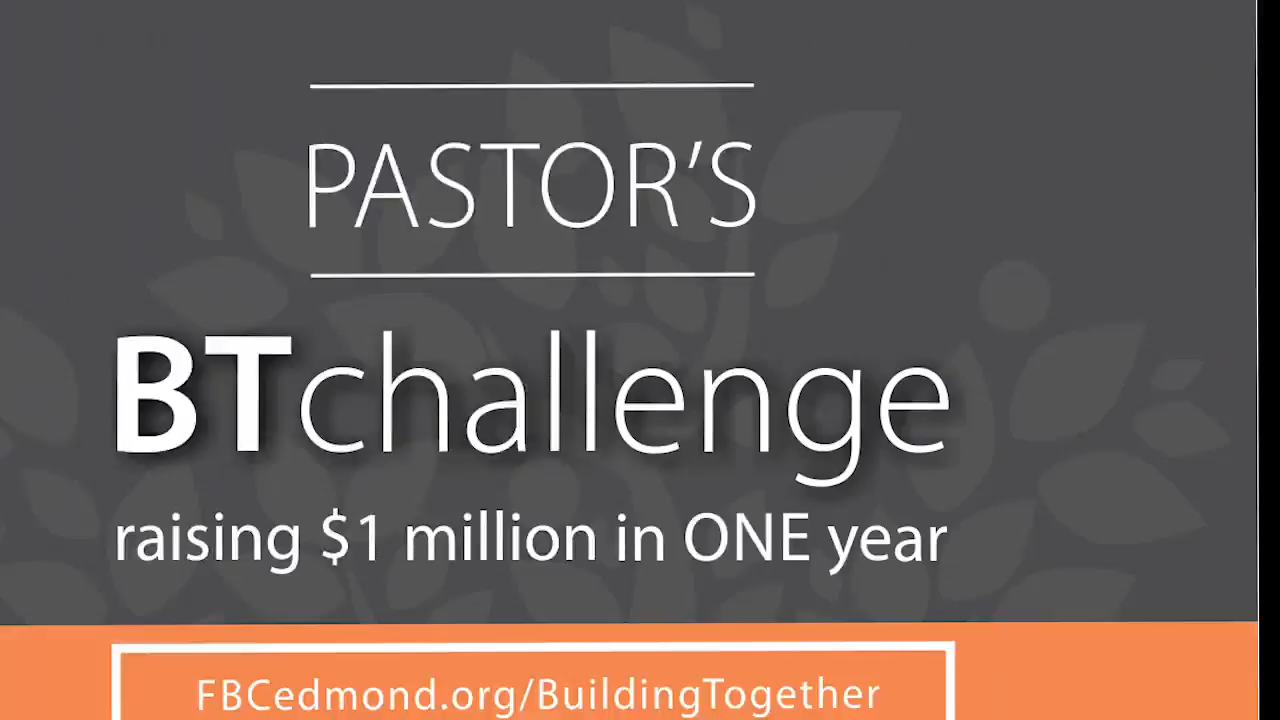 PASTOR'S
BTchallenge
raising $1 million in ONE year
FBCedmond.org/BuildingTogether